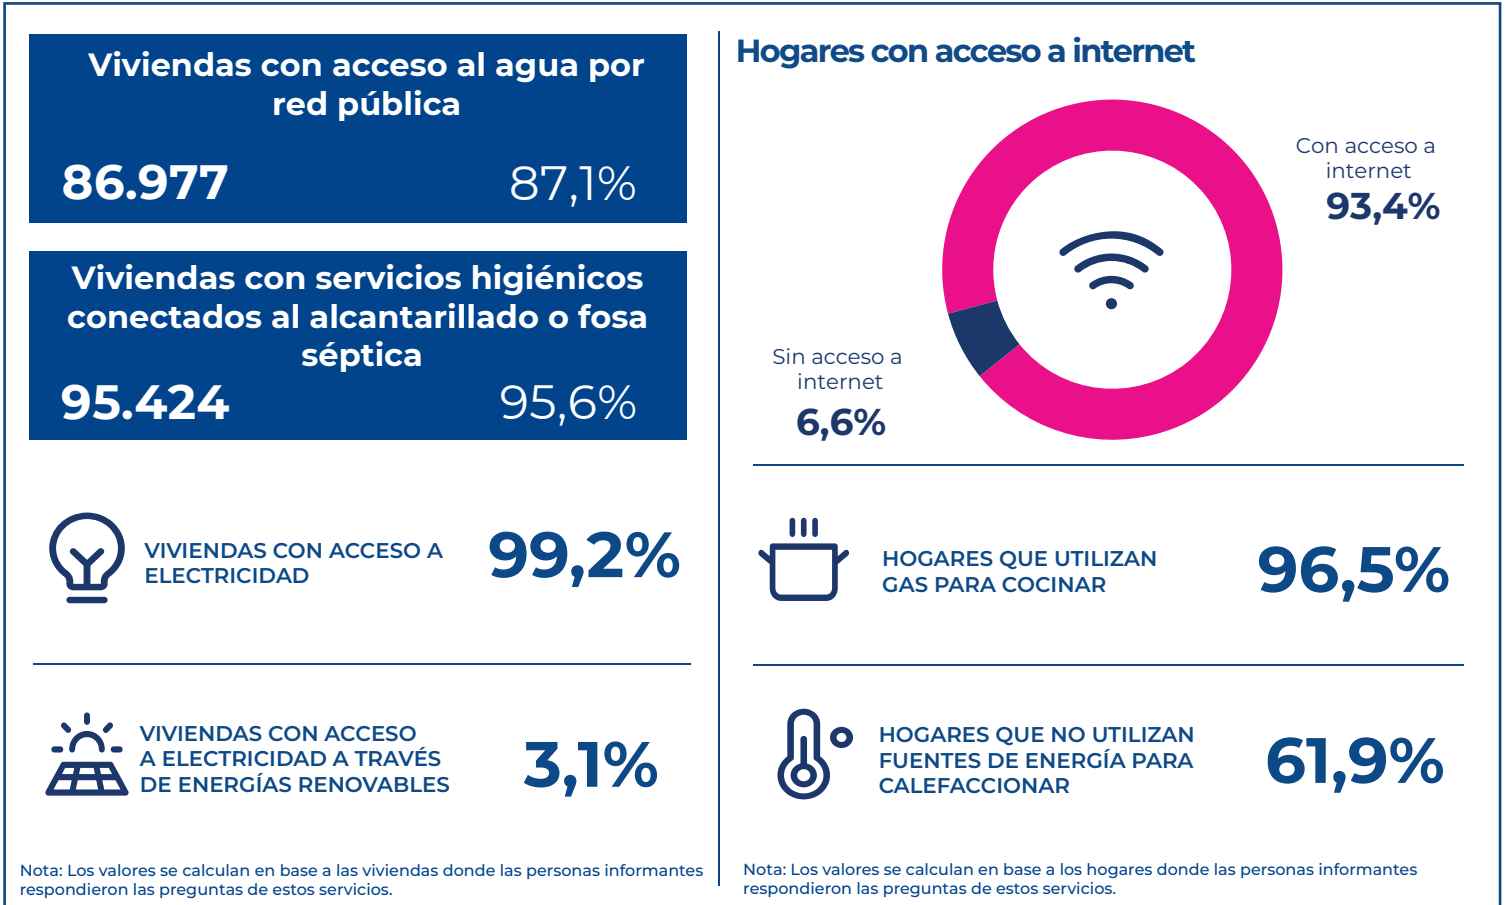 Viviendas con acceso al agua por
red pública
86.977
87,1%
Viviendas con servicios higiénicos
conectados al alcantarillado o fosa
séptica
95.424
95,6%
VIVIENDAS CON ACCESO A
ELECTRICIDAD
99,2%
VIVIENDAS CON ACCESO
A ELECTRICIDAD A TRAVÉS
DE ENERGÍAS RENOVABLES
3,1%
Nota: Los valores se calculan en base a las viviendas donde las personas informantes
respondieron las preguntas de estos servicios.
Hogares con acceso a internet
Con acceso a
internet
93,4%
Sin acceso a
internet
6,6%
HOGARES QUE UTILIZAN
GAS PARA COCINAR
96,5%
HOGARES QUE NO UTILIZAN
FUENTES DE ENERGÍA PARA
CALEFACCIONAR
61,9%
Nota: Los valores se calculan en base a los hogares donde las personas informantes
respondieron las preguntas de estos servicios.